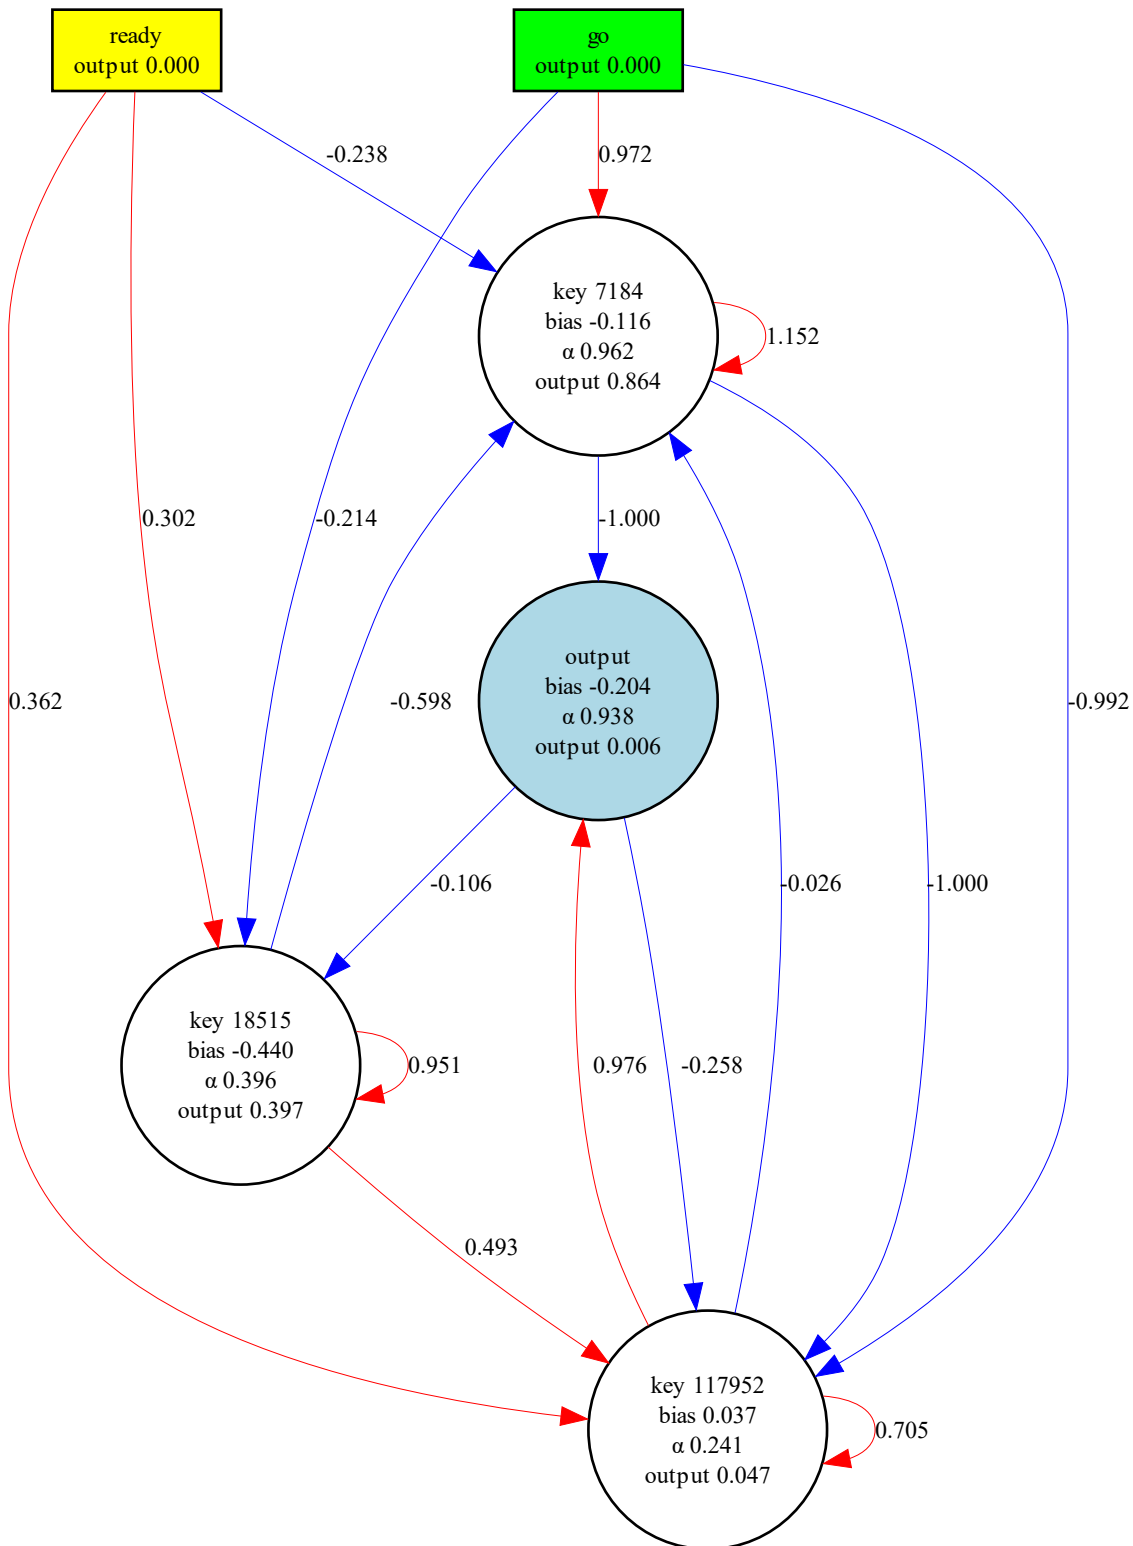 ready
output 0.000
go
output 0.000
-0.238
0.972
key 7184
bias -0.116
α 0.962
output 0.864
1.152
0.302
-0.214
-1.000
output
bias -0.204
α 0.938
output 0.006
0.362
-0.598
-0.992
-0.106
-0.026
-1.000
key 18515
bias -0.440
α 0.396
output 0.397
0.951
0.976
-0.258
0.493
key 117952
bias 0.037
α 0.241
output 0.047
0.705